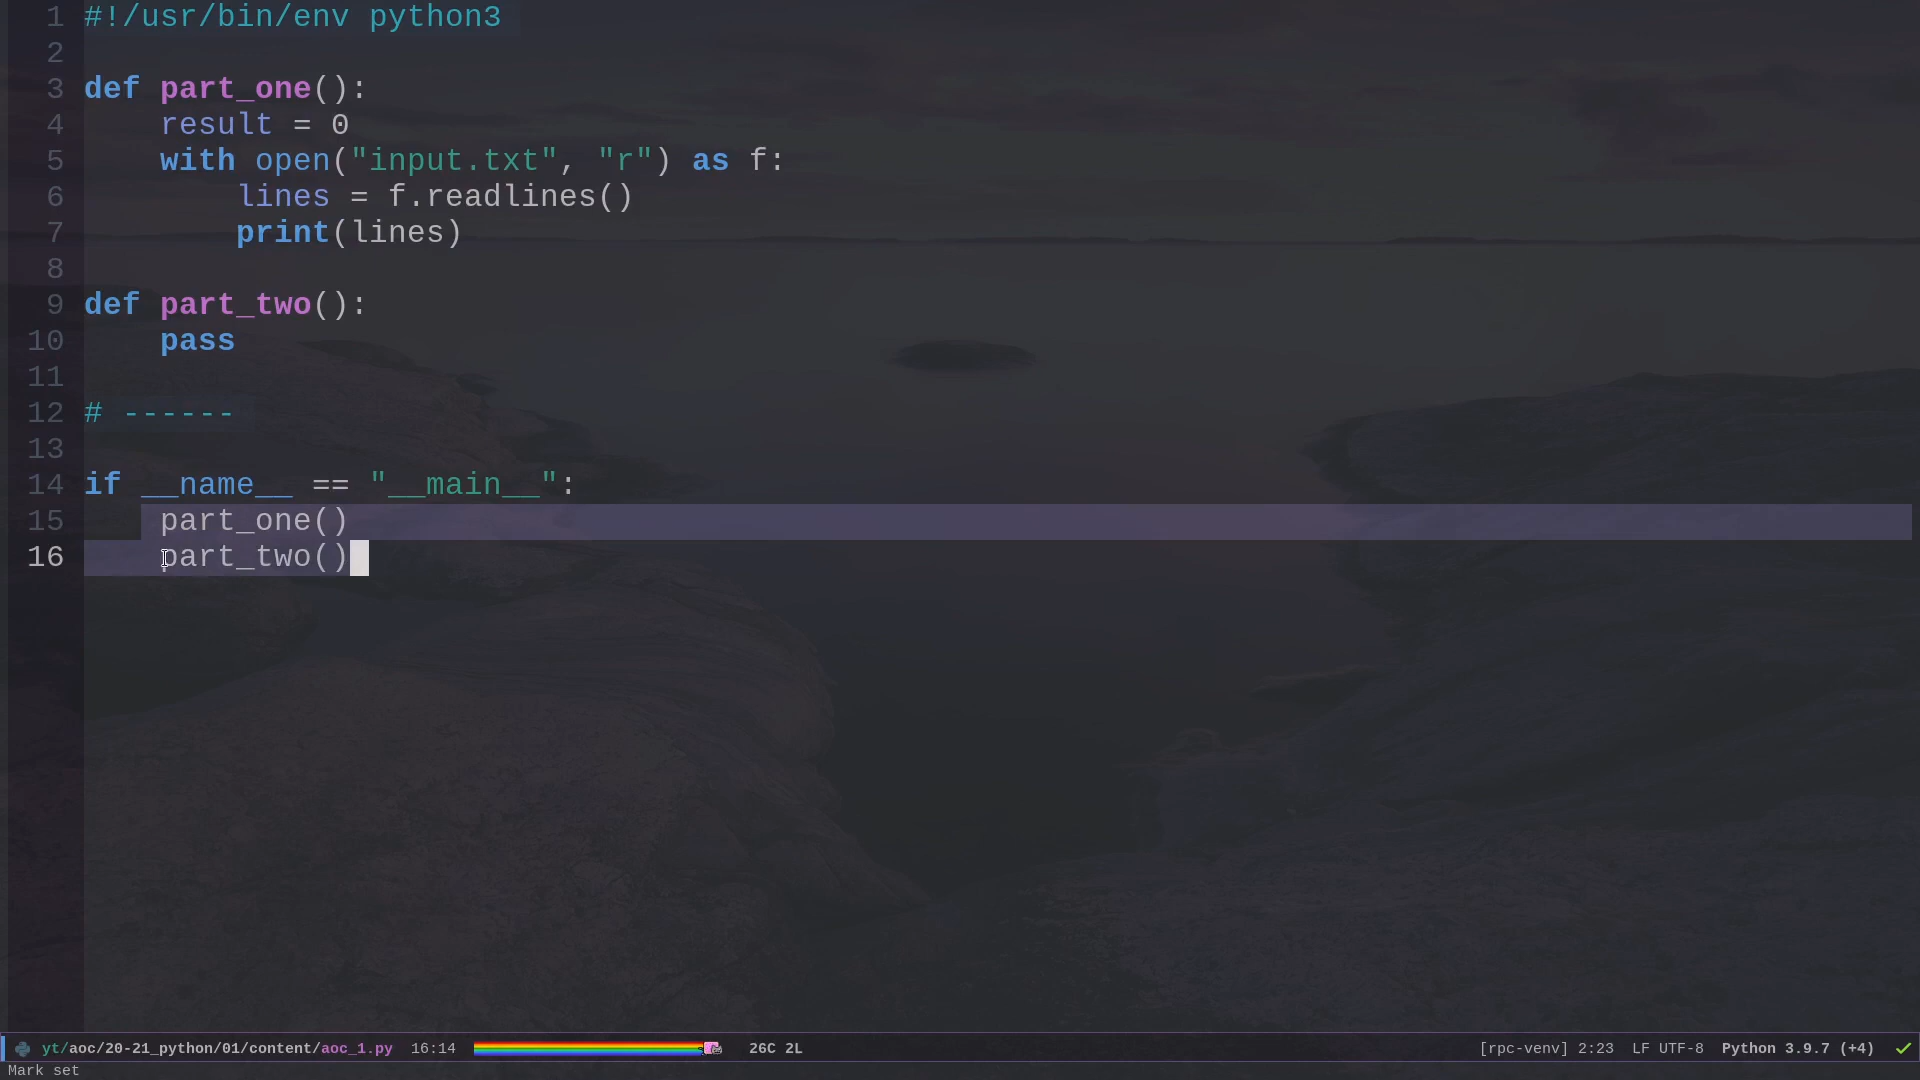 1 #!/usr/bin/env python3
2
3 def part_one():
4     result = 0
5     with open("input.txt", "r") as f:
6         lines = f.readlines()
7         print(lines)
8
9 def part_two():
10     pass
11
12 # ------
13
14 if __name__ == "__main__":
15     part_one()
16     part_two()
yt/aoc/20-21_python/01/content/aoc_1.py 16:14 26C 2L [rpc-venv] 2:23 LF UTF-8 Python 3.9.7 (+4)
Mark set